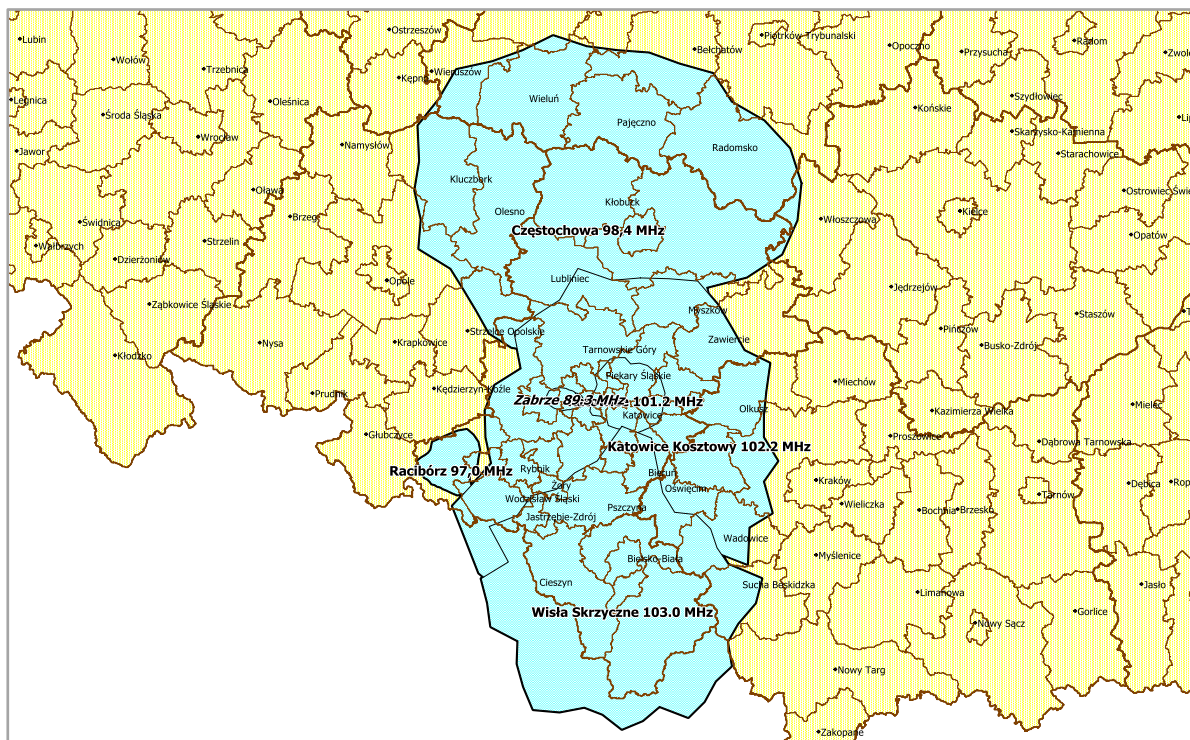 Ostrzeszów
Bełchatów
Piotrków Trybunalski
Opoczno
Przysucha
Radom
Lubin
Wołów
Trzebnica
Kępno
Wieruszów
Legnica
Środa Śląska
Oleśnica
Wieluń
Końskie
Szydłowiec
Pajęczno
Wrocław
Namysłów
Radomsko
Skarżysko-Kamienna
Starachowice
Jawor
Kluczbork
Oława
Brzeg
Olesno
Kłobuck
Włoszczowa
Kielce
Świdnica
Częstochowa 98,4 MHz
Opatów
Wałbrzych
Strzelin
Dzierżoniów
Opole
Lubliniec
Jędrzejów
Ząbkowice Śląskie
Myszków
Staszów
Strzelce Opolskie
Pińczów
Nysa
Krapkowice
Zawiercie
Busko-Zdrój
Kłodzko
Tarnowskie Góry
Piekary Śląskie
Miechów
Prudnik
Kędzierzyn-Koźle
Zabrze 89.3 MHz
101.2 MHz
Olkusz
Kazimierza Wielka
Mielec
Katowice
Głubczyce
Katowice Kosztowy 102.2 MHz
Proszowice
Dąbrowa Tarnowska
Racibórz 97,0 MHz
Rybnik
Bieruń
Kraków
Żory
Oświęcim
Tarnów
Dębica
Wodzisław Śląski
Pszczyna
Wieliczka
Bochnia
Brzesko
Jastrzębie-Zdrój
Wadowice
Bielsko-Biała
Myślenice
Cieszyn
Sucha Beskidzka
Limanowa
Jasło
Wisła Skrzyczne 103.0 MHz
Gorlice
Nowy Sącz
Nowy Targ
Zakopane